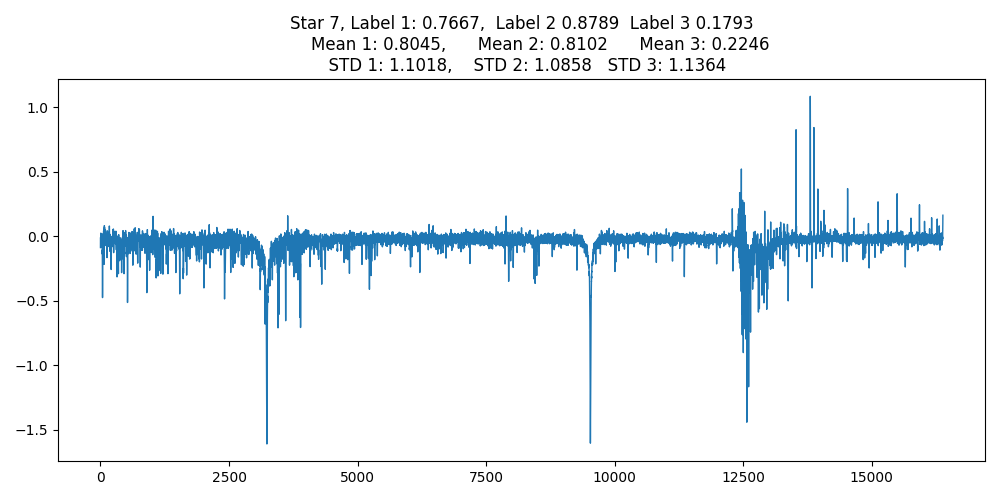 Star 7, Label 1: 0.7667,  Label 2 0.8789  Label 3 0.1793
Mean 1: 0.8045,      Mean 2: 0.8102      Mean 3: 0.2246
STD 1: 1.1018,    STD 2: 1.0858   STD 3: 1.1364
1.0
0.5
0.0
−0.5
−1.0
−1.5
0 2500 5000 7500 10000 12500 15000